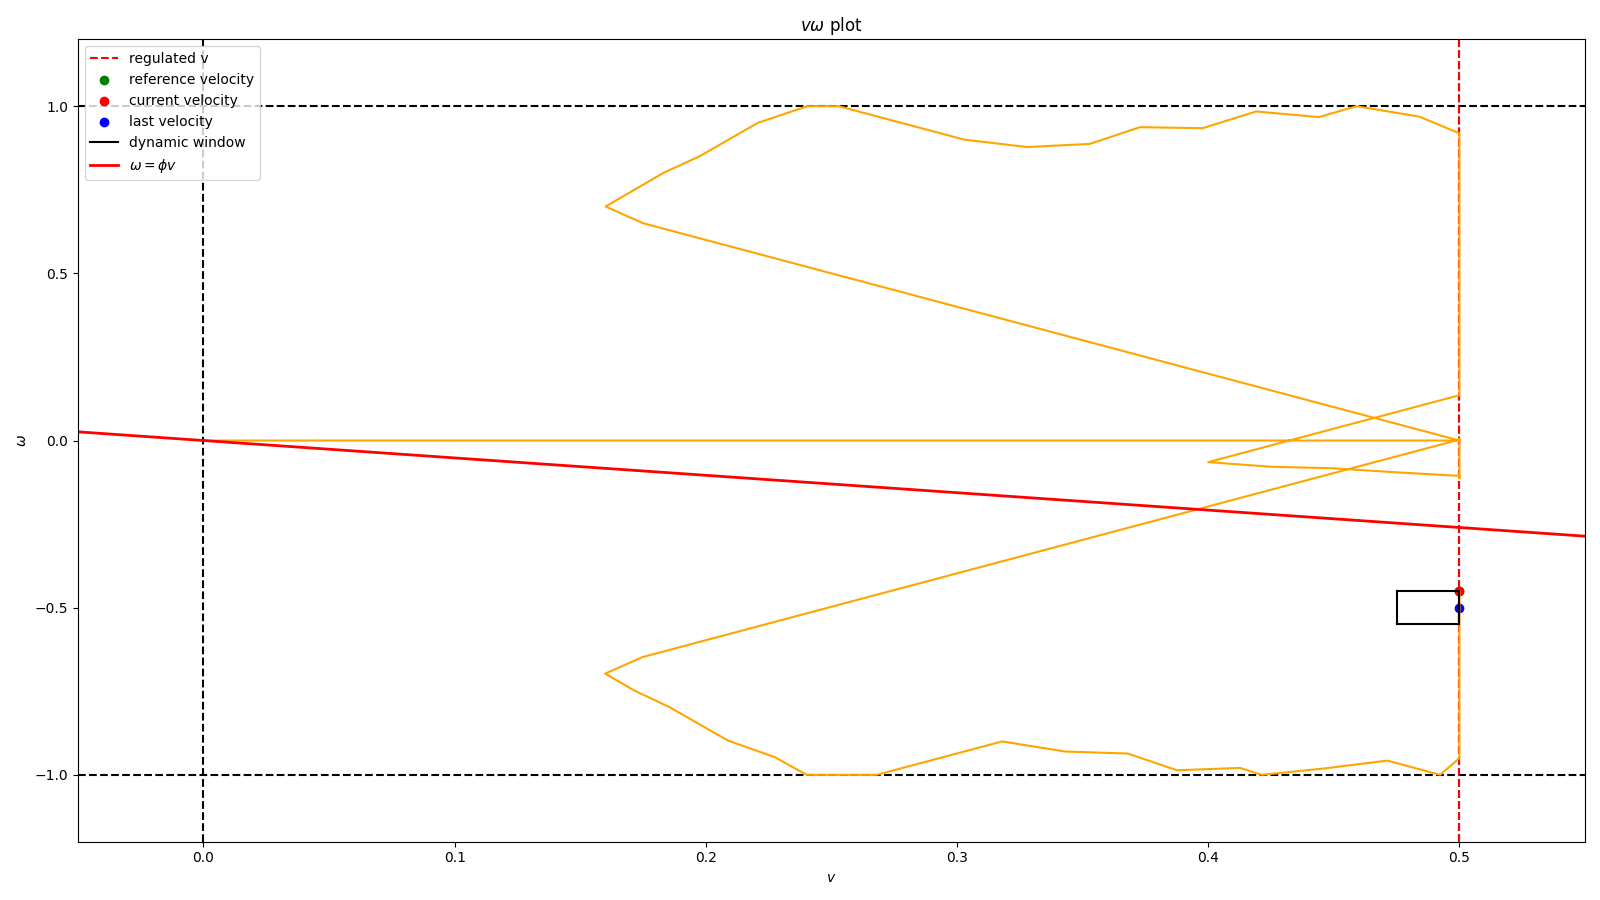 vω plot
regulated v
reference velocity
current velocity
last velocity
dynamic window
ω = ϕv
1.0
0.5
0.0
−0.5
−1.0
ω
0.0 0.1 0.2 0.3 0.4 0.5
v